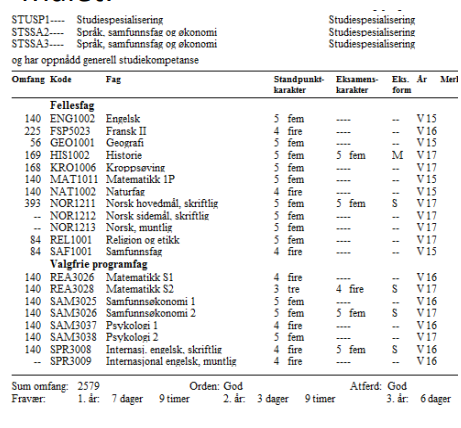 STUSP1---- Studiespesialisering Studiespesialisering
STSSA2---- Språk, samfunnsfag og økonomi Studiespesialisering
STSSA3---- Språk, samfunnsfag og økonomi Studiespesialisering
og har oppnådd generell studiekompetanse
Omfang Kode Fag Standpunkt- Eksamens- Eks. År Merk
karakter karakter form
Fellesfag
140 ENG1002 Engelsk 5 fem ---- -- V15
225 FSP5023 Fransk II 4 fire ---- -- V16
56 GEO1001 Geografi 5 fem ---- -- V15
169 HIS1002 Historie 5 fem 5 fem M V17
168 KRO1006 Kroppsøving 5 fem ---- -- V17
140 MAT1011 Matematikk 1P 5 fem ---- -- V15
140 NAT1002 Naturfag 4 fire ---- -- V15
393 NOR1211 Norsk hovedmål, skriftlig 5 fem 5 fem S V17
-- NOR1212 Norsk sidemål, skriftlig 5 fem ---- -- V17
-- NOR1213 Norsk, muntlig 5 fem ---- -- V17
84 REL1001 Religion og etikk 5 fem ---- -- V17
84 SAF1001 Samfunnsfag 4 fire ---- -- V15
Valgfrie programfag
140 REA3026 Matematikk S1 4 fire ---- -- V16
140 REA3028 Matematikk S2 3 tre 4 fire S V17
140 SAM3025 Samfunnsøkonomi 1 5 fem ---- -- V16
140 SAM3026 Samfunnsøkonomi 2 5 fem 5 fem S V17
140 SAM3037 Psykologi 1 4 fire ---- -- V16
140 SAM3038 Psykologi 2 5 fem ---- -- V17
140 SPR3008 Internasj. engelsk, skriftlig 4 fire 5 fem S V16
-- SPR3009 Internasjonal engelsk, muntlig 4 fire ---- -- V16
Sum omfang: 2579 Orden: God Atferd: God
Fravær: 1. år: 7 dager 9 timer 2. år: 3 dager 9 timer 3. år: 6 dager